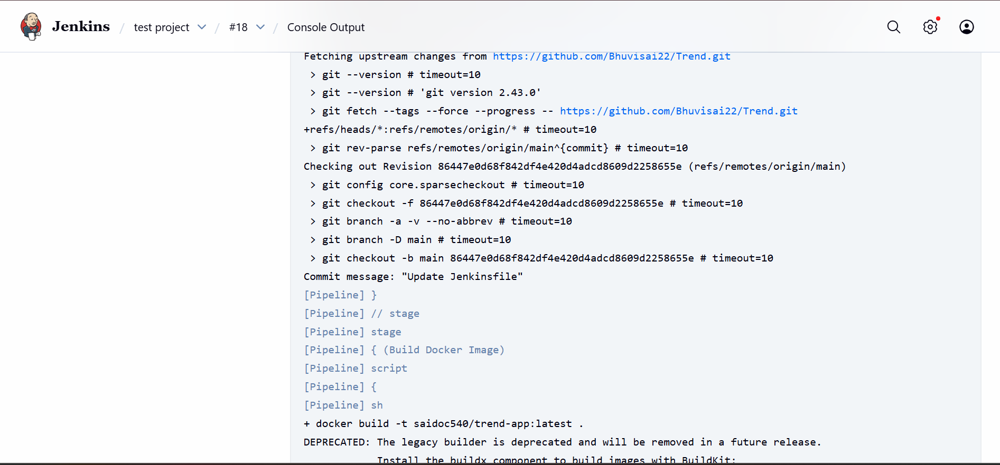 Jenkins / test project / #18 / Console Output
Fetching upstream changes from https://github.com/Bhuvisai22/Trend.git
> git --version # timeout=10
> git --version # 'git version 2.43.0'
> git fetch --tags --force --progress -- https://github.com/Bhuvisai22/Trend.git
+refs/heads/*:refs/remotes/origin/* # timeout=10
> git rev-parse refs/remotes/origin/main^{commit} # timeout=10
Checking out Revision 86447e0d68f842df4e420d4adcd8609d2258655e (refs/remotes/origin/main)
> git config core.sparsecheckout # timeout=10
> git checkout -f 86447e0d68f842df4e420d4adcd8609d2258655e # timeout=10
> git branch -a -v --no-abbrev # timeout=10
> git branch -D main # timeout=10
> git checkout -b main 86447e0d68f842df4e420d4adcd8609d2258655e # timeout=10
Commit message: "Update Jenkinsfile"
[Pipeline] }
[Pipeline] // stage
[Pipeline] stage
[Pipeline] { (Build Docker Image)
[Pipeline] script
[Pipeline] {
[Pipeline] sh
+ docker build -t saidoc540/trend-app:latest .
DEPRECATED: The legacy builder is deprecated and will be removed in a future release.
Install the buildx component to build images with BuildKit: